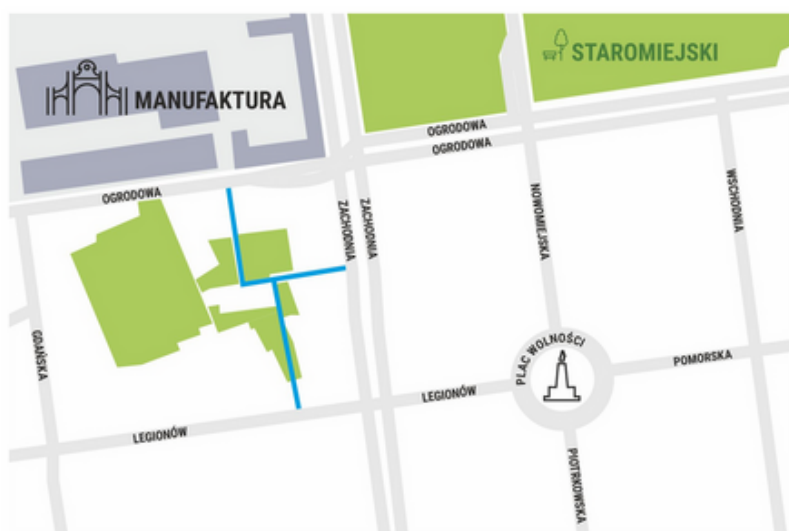 STAROMIEJSKI
MANUFAKTURA
OGRODOWA
OGRODOWA
OGRODOWA
ZACHODNIA
ZACHODNIA
NOWOMIEJSKA
WSCHODNIA
GDAŃSKA
PLAC WOLNOŚCI
POMORSKA
LEGIONÓW
LEGIONÓW
PIOTRKOWSKA